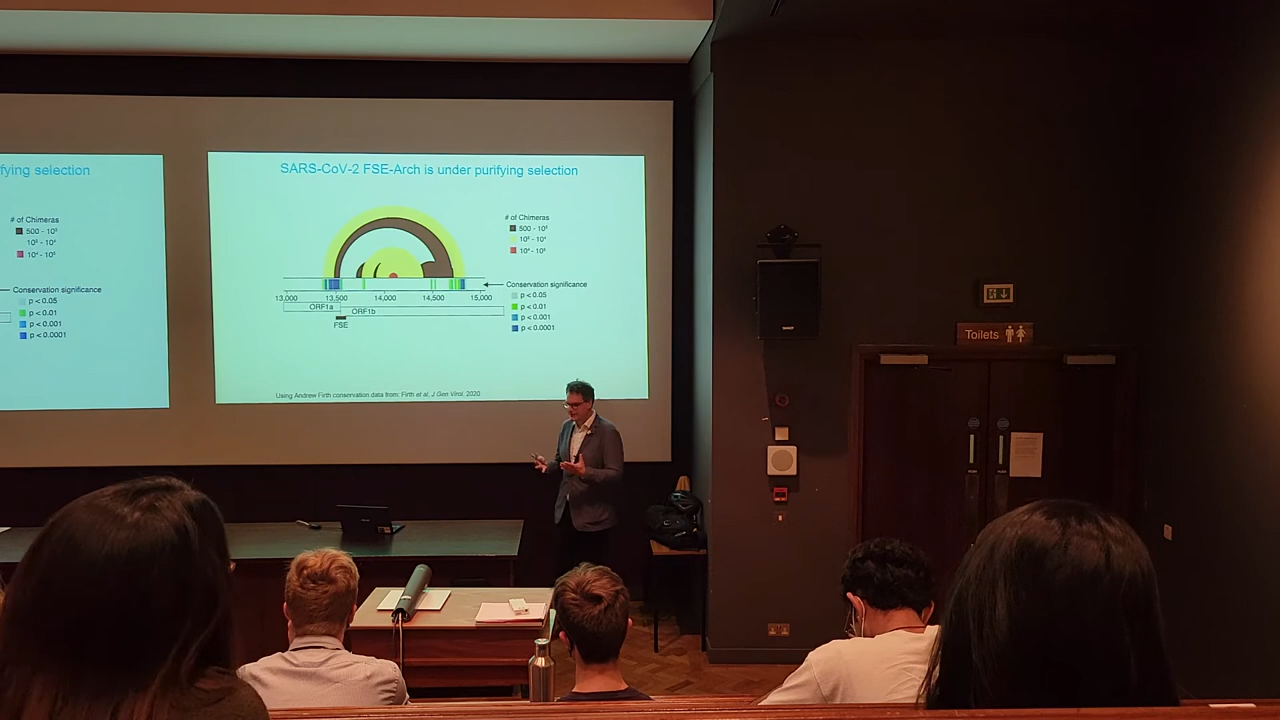 fying selection
# of Chimeras
500 - 10³
10³ - 10⁴
10⁴ - 10⁵
Conservation significance
p < 0.05
p < 0.01
p < 0.001
p < 0.0001
SARS-CoV-2 FSE-Arch is under purifying selection
# of Chimeras
500 - 10³
10³ - 10⁴
10⁴ - 10⁵
Conservation significance
p < 0.05
p < 0.01
p < 0.001
p < 0.0001
13,000 13,500 14,000 14,500 15,000
ORF1a
ORF1b
FSE
Using Andrew Firth conservation data from: Firth et al, J Gen Virol, 2020
Toilets